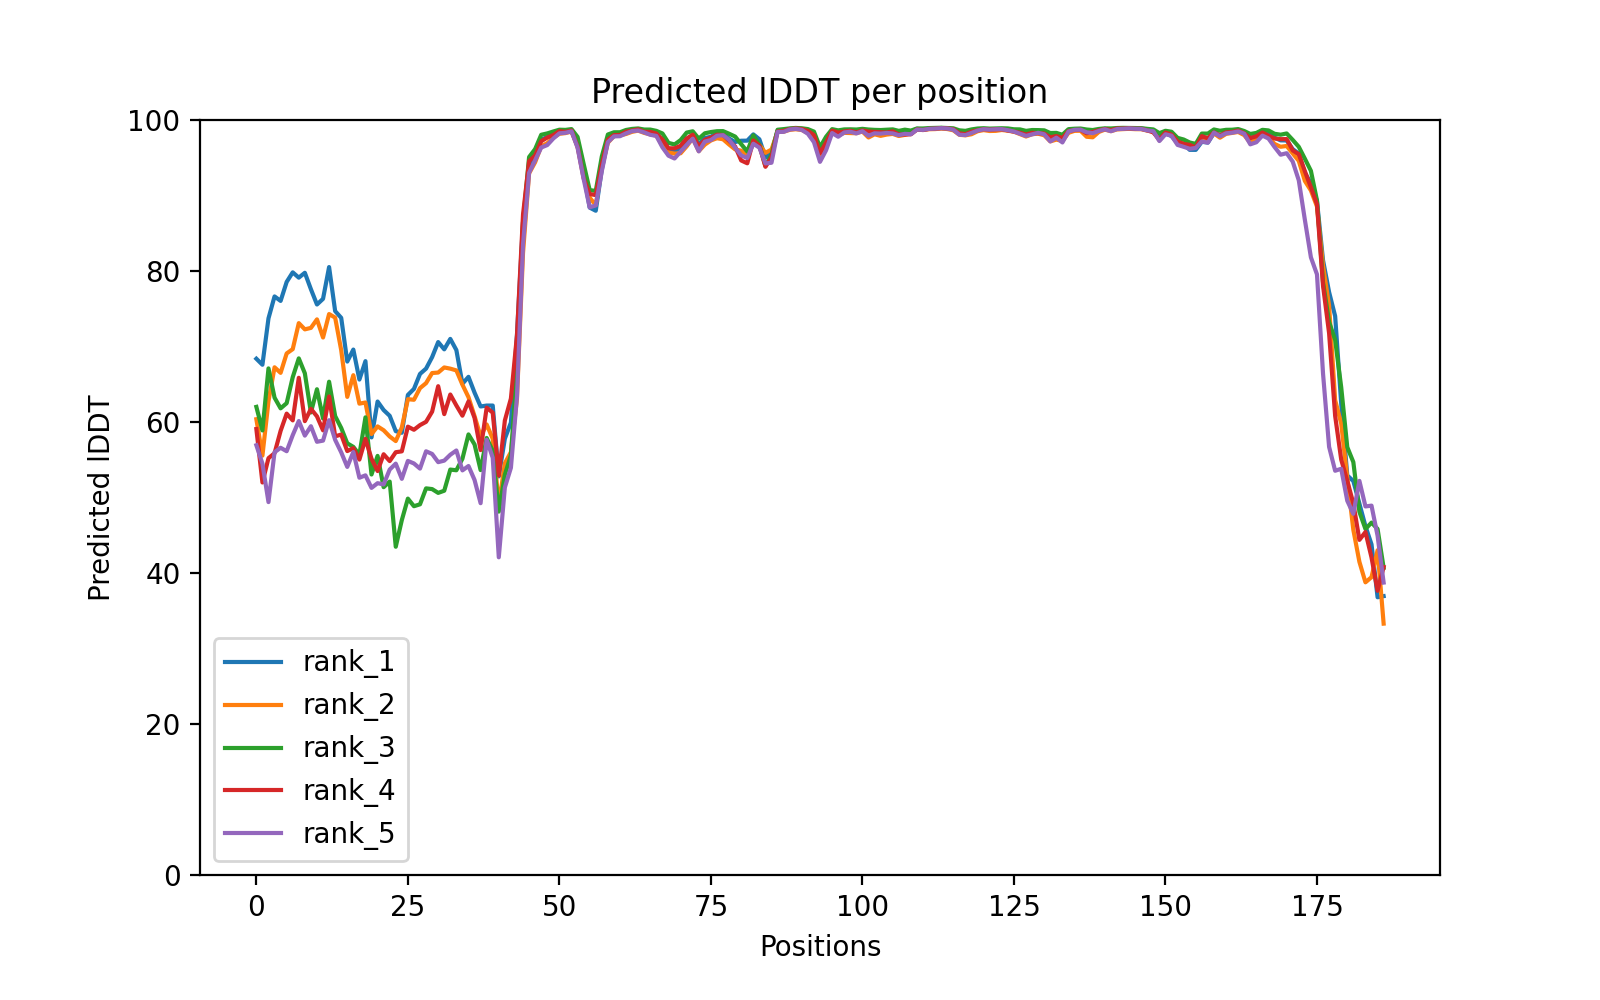 Predicted lDDT per position
100
80
60
40
20
0
Predicted lDDT
rank_1
rank_2
rank_3
rank_4
rank_5
0 25 50 75 100 125 150 175
Positions